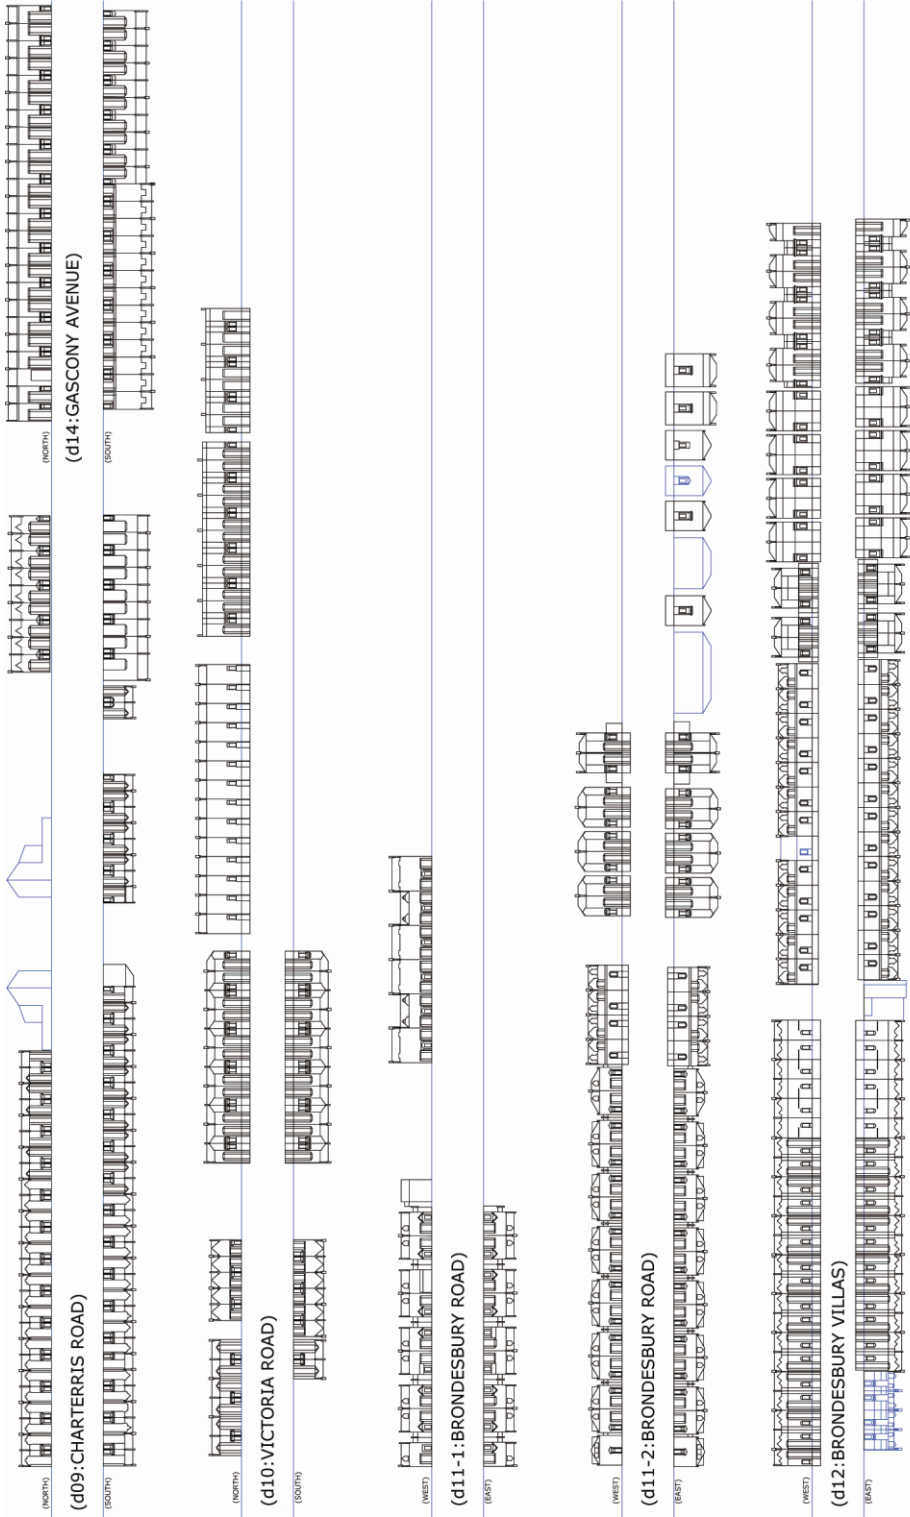 (NORTH)
(d14:GASCONY AVENUE)
(SOUTH)
(NORTH)
(d09:CHARTERRIS ROAD)
(SOUTH)
(NORTH)
(d10:VICTORIA ROAD)
(SOUTH)
(WEST)
(d11-1:BRONDESBURY ROAD)
(EAST)
(WEST)
(d11-2:BRONDESBURY ROAD)
(EAST)
(WEST)
(d12:BRONDESBURY VILLAS)
(EAST)